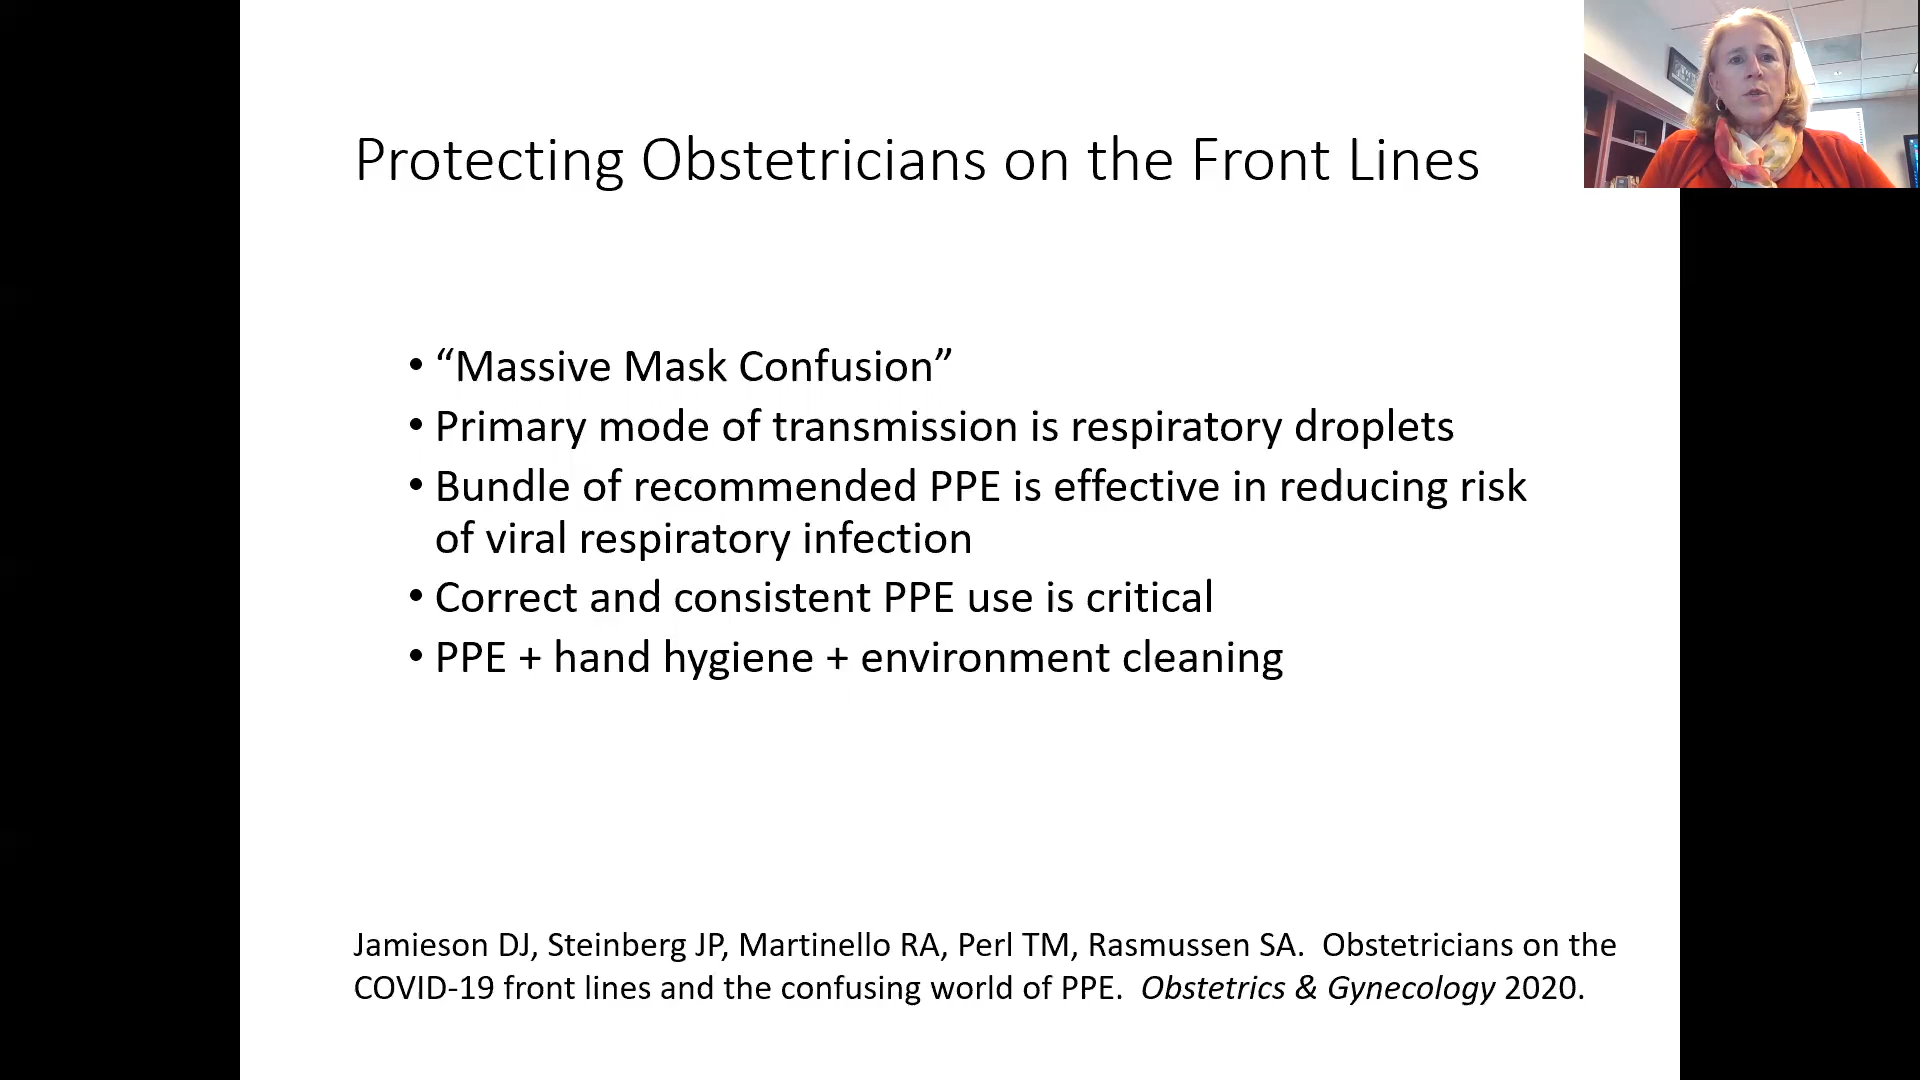 Protecting Obstetricians on the Front Lines
• “Massive Mask Confusion”
• Primary mode of transmission is respiratory droplets
• Bundle of recommended PPE is effective in reducing risk
of viral respiratory infection
• Correct and consistent PPE use is critical
• PPE + hand hygiene + environment cleaning
Jamieson DJ, Steinberg JP, Martinello RA, Perl TM, Rasmussen SA.  Obstetricians on the
COVID-19 front lines and the confusing world of PPE.  Obstetrics & Gynecology 2020.